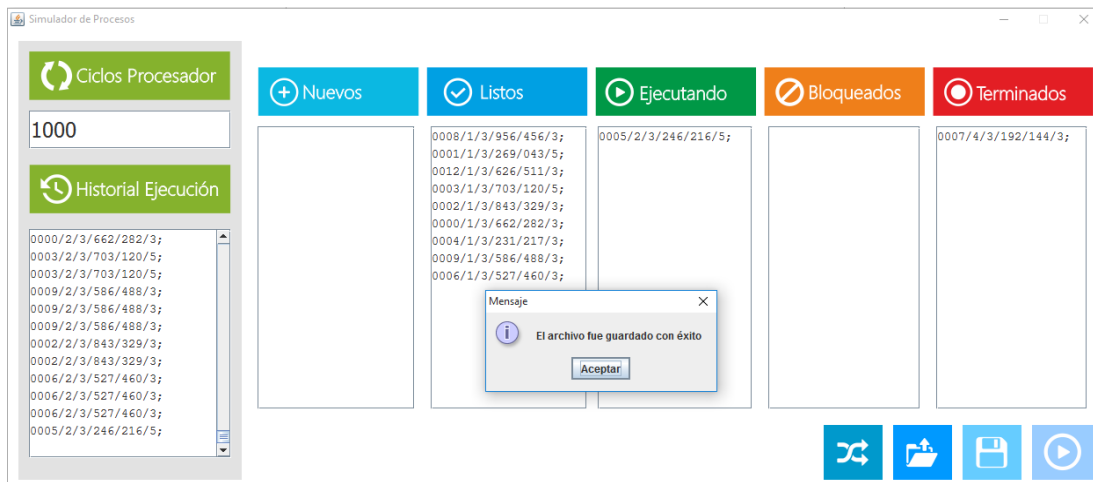 Simulador de Procesos
Ciclos Procesador
1000
Historial Ejecución
0000/2/3/662/282/3;
0003/2/3/703/120/5;
0003/2/3/703/120/5;
0009/2/3/586/488/3;
0009/2/3/586/488/3;
0009/2/3/586/488/3;
0002/2/3/843/329/3;
0002/2/3/843/329/3;
0006/2/3/527/460/3;
0006/2/3/527/460/3;
0006/2/3/527/460/3;
0005/2/3/246/216/5;
Nuevos
Listos
0008/1/3/956/456/3;
0001/1/3/269/043/5;
0012/1/3/626/511/3;
0003/1/3/703/120/5;
0002/1/3/843/329/3;
0000/1/3/662/282/3;
0004/1/3/231/217/3;
0009/1/3/586/488/3;
0006/1/3/527/460/3;
Ejecutando
0005/2/3/246/216/5;
Bloqueados
Terminados
0007/4/3/192/144/3;
Mensaje
El archivo fue guardado con éxito
Aceptar